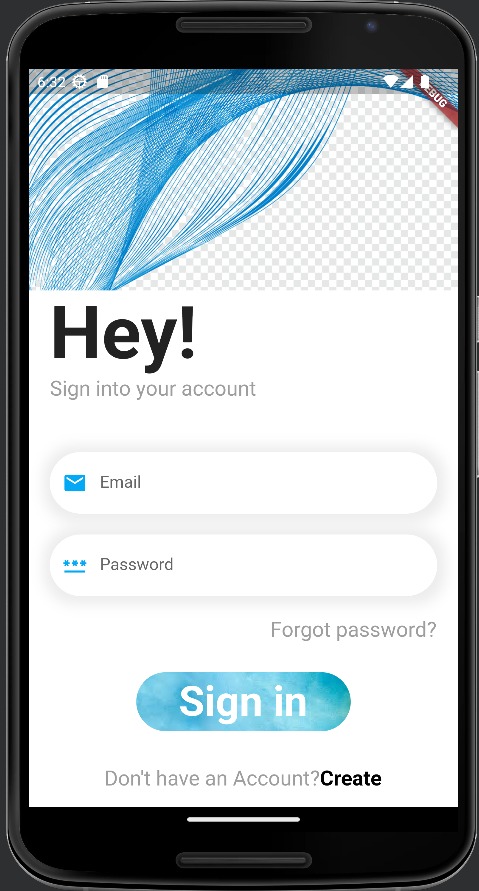 6:32
DEBUG
Hey!
Sign into your account
Email
***
Password
Forgot password?
Sign in
Don't have an Account?Create